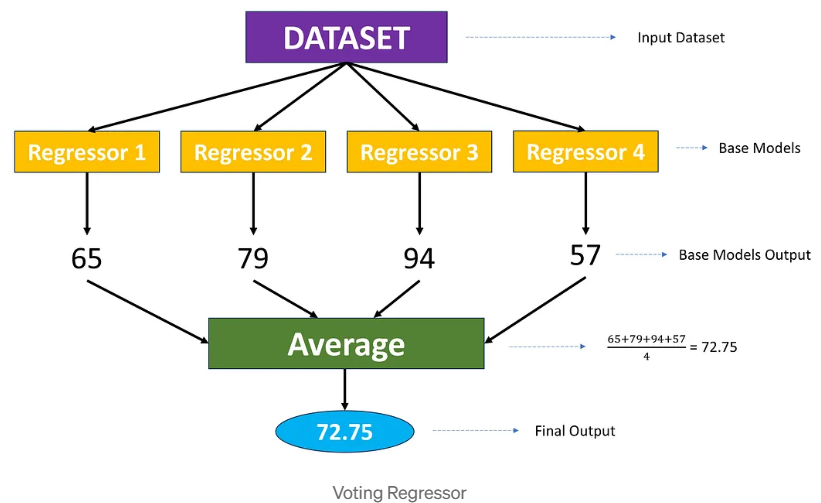 DATASET
Input Dataset
Regressor 1
Regressor 2
Regressor 3
Regressor 4
Base Models
65
79
94
57
Base Models Output
Average
65+79+94+57
4
= 72.75
72.75
Final Output
Voting Regressor